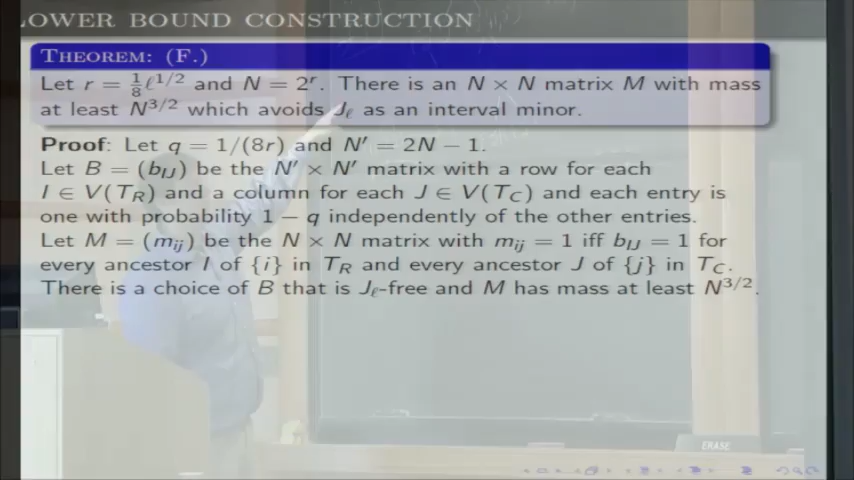 LOWER BOUND CONSTRUCTION
THEOREM: (F.)
Let r = 1/8 ℓ^{1/2} and N = 2^r. There is an N × N matrix M with mass
at least N^{3/2} which avoids J_ℓ as an interval minor.
Proof: Let q = 1/(8r) and N′ = 2N − 1.
Let B = (b_{IJ}) be the N′ × N′ matrix with a row for each
I ∈ V(T_R) and a column for each J ∈ V(T_C) and each entry is
one with probability 1 − q independently of the other entries.
Let M = (m_{ij}) be the N × N matrix with m_{ij} = 1 iff b_{IJ} = 1 for
every ancestor I of {i} in T_R and every ancestor J of {j} in T_C.
There is a choice of B that is J_ℓ-free and M has mass at least N^{3/2}.
ERASE